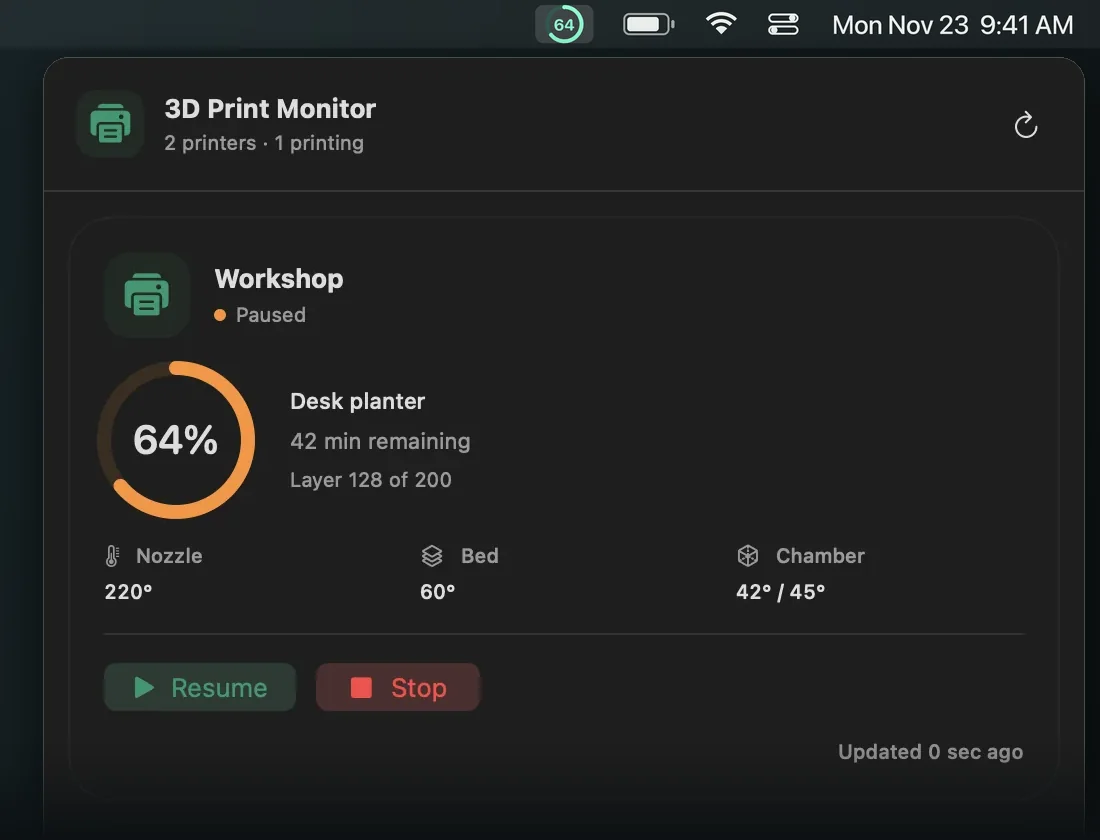 64
Mon Nov 23 9:41 AM
3D Print Monitor
2 printers · 1 printing
Workshop
Paused
64%
Desk planter
42 min remaining
Layer 128 of 200
Nozzle
Bed
Chamber
220°
60°
42° / 45°
Resume
Stop
Updated 0 sec ago